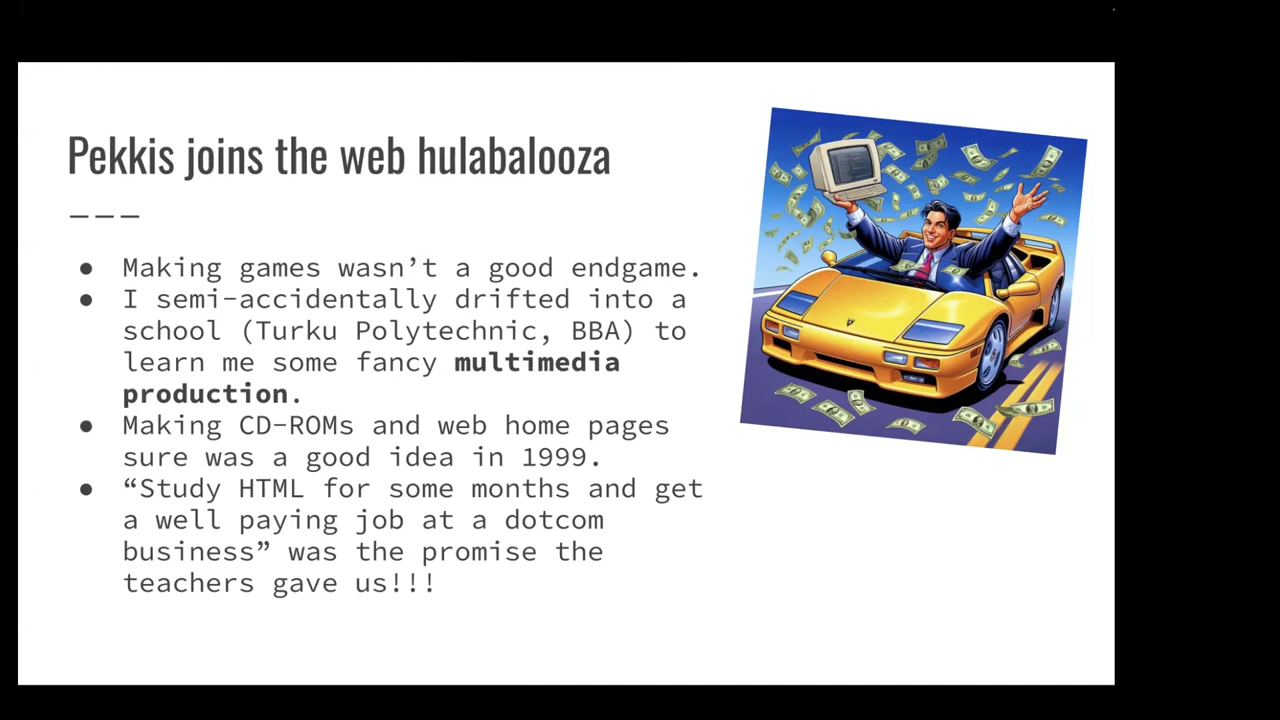 Pekkis joins the web hulabalooza
———
● Making games wasn’t a good endgame.
● I semi-accidentally drifted into a
school (Turku Polytechnic, BBA) to
learn me some fancy multimedia
production.
● Making CD-ROMs and web home pages
sure was a good idea in 1999.
● “Study HTML for some months and get
a well paying job at a dotcom
business” was the promise the
teachers gave us!!!